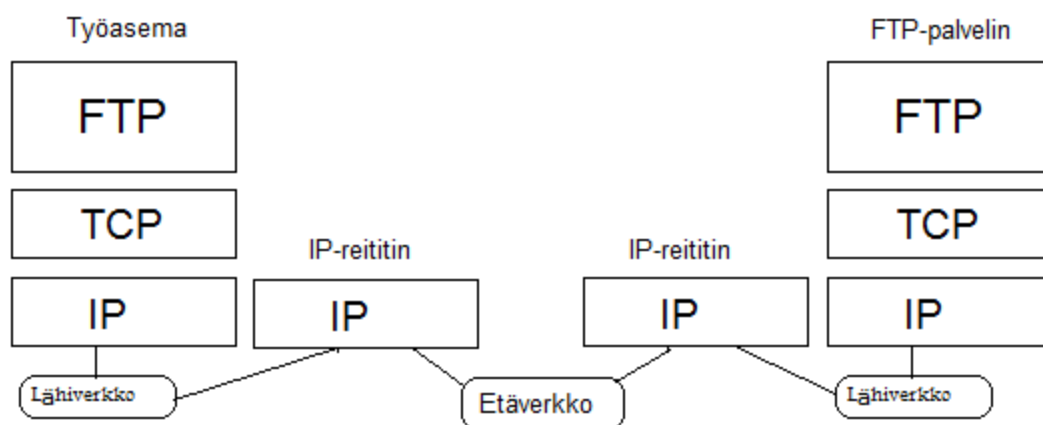 Työasema
FTP-palvelin
FTP
FTP
TCP
TCP
IP-reititin
IP-reititin
IP
IP
IP
IP
Lähiverkko
Etäverkko
Lähiverkko